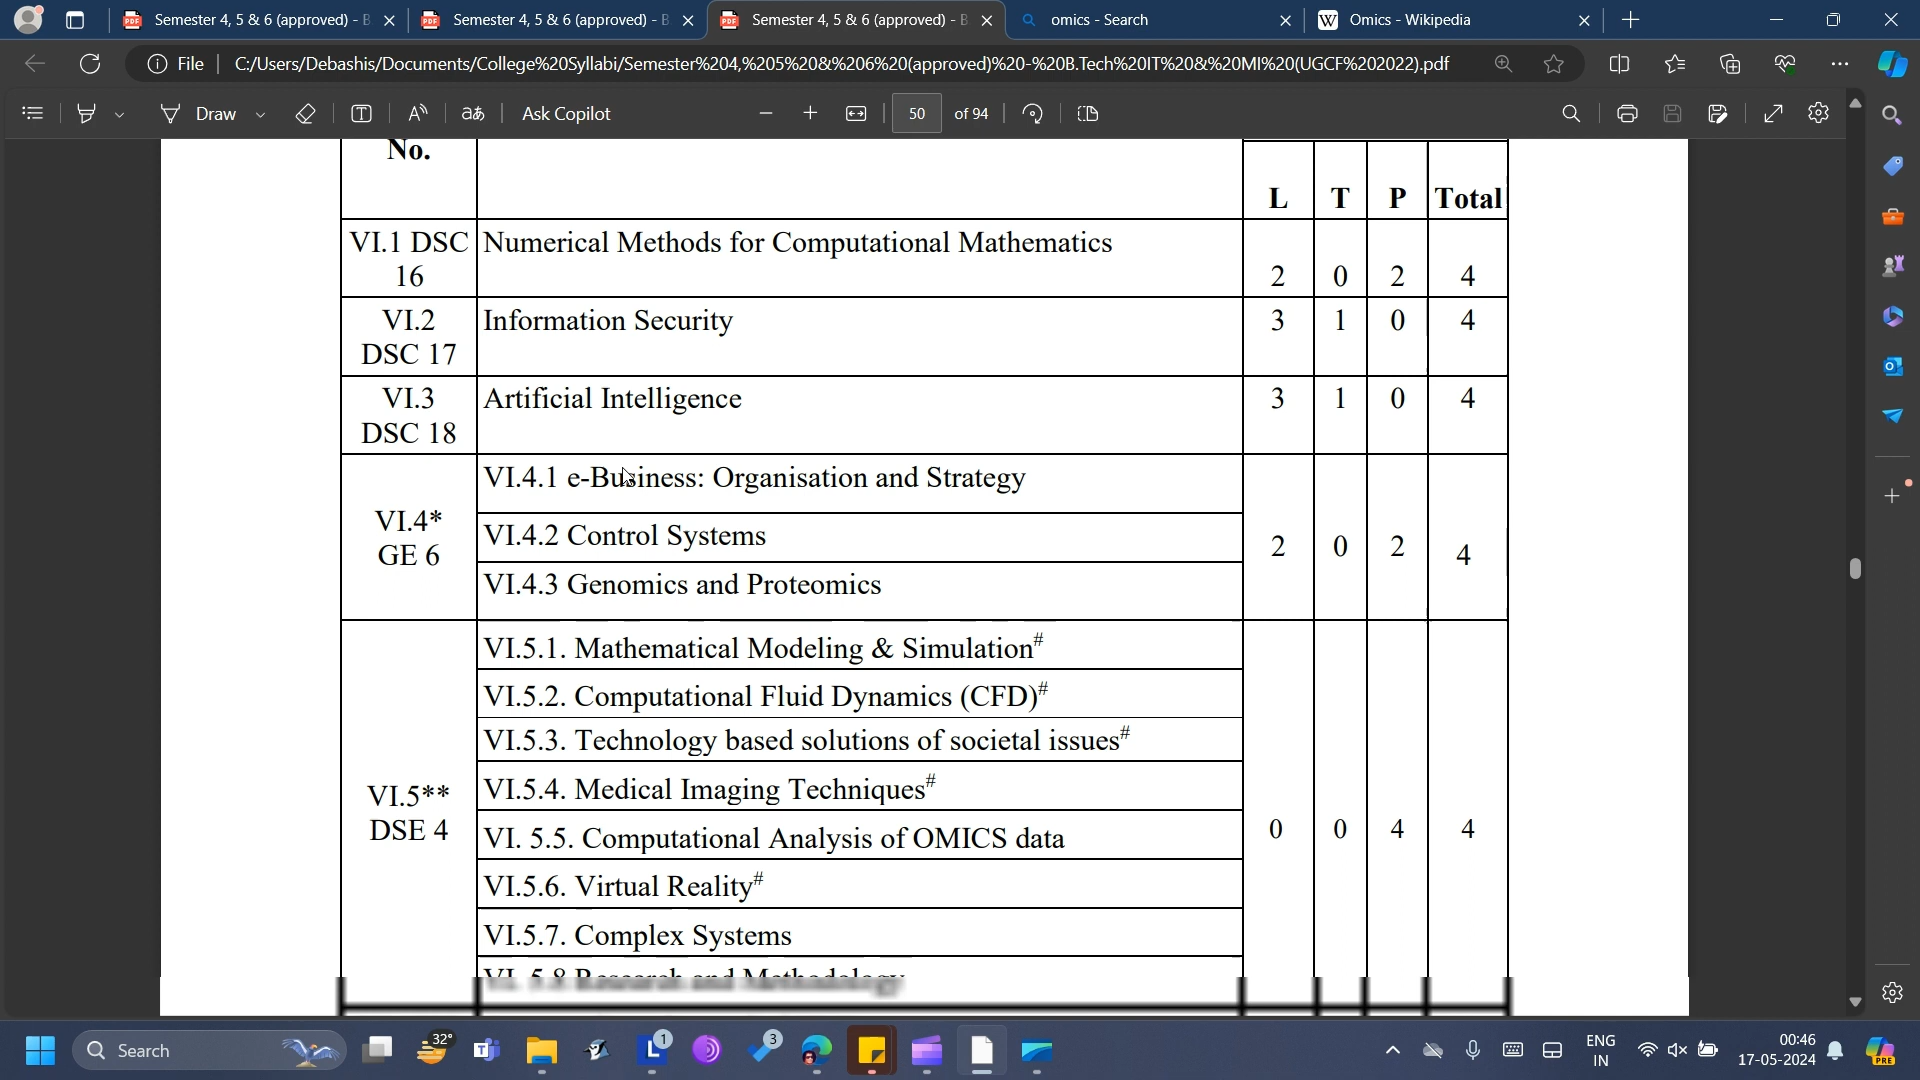 Semester 4, 5 & 6 (approved) - B
Semester 4, 5 & 6 (approved) - B
Semester 4, 5 & 6 (approved) - B
omics - Search
Omics - Wikipedia
File
C:/Users/Debashis/Documents/College%20Syllabi/Semester%204,%205%20&%206%20(approved)%20-%20B.Tech%20IT%20&%20MI%20(UGCF%202022).pdf
Draw
Ask Copilot
50 of 94
No.
L T P Total
VI.1 DSC
16
Numerical Methods for Computational Mathematics
2 0 2 4
VI.2
DSC 17
Information Security
3 1 0 4
VI.3
DSC 18
Artificial Intelligence
3 1 0 4
VI.4*
GE 6
VI.4.1 e-Business: Organisation and Strategy
VI.4.2 Control Systems
VI.4.3 Genomics and Proteomics
2 0 2 4
VI.5**
DSE 4
VI.5.1. Mathematical Modeling & Simulation#
VI.5.2. Computational Fluid Dynamics (CFD)#
VI.5.3. Technology based solutions of societal issues#
VI.5.4. Medical Imaging Techniques#
VI. 5.5. Computational Analysis of OMICS data
VI.5.6. Virtual Reality#
VI.5.7. Complex Systems
VI. 5.8 Research and Methodology
0 0 4 4
Search
32°
1
3
ENG
IN
00:46
17-05-2024
PRE